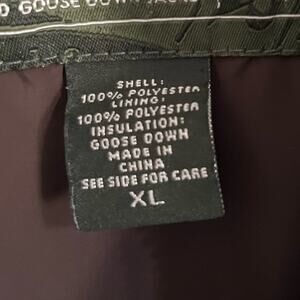 GOOSE DOWN JACKET
SHELL:
100% POLYESTER
LINING:
100% POLYESTER
INSULATION:
GOOSE DOWN
MADE IN
CHINA
SEE SIDE FOR CARE
XL